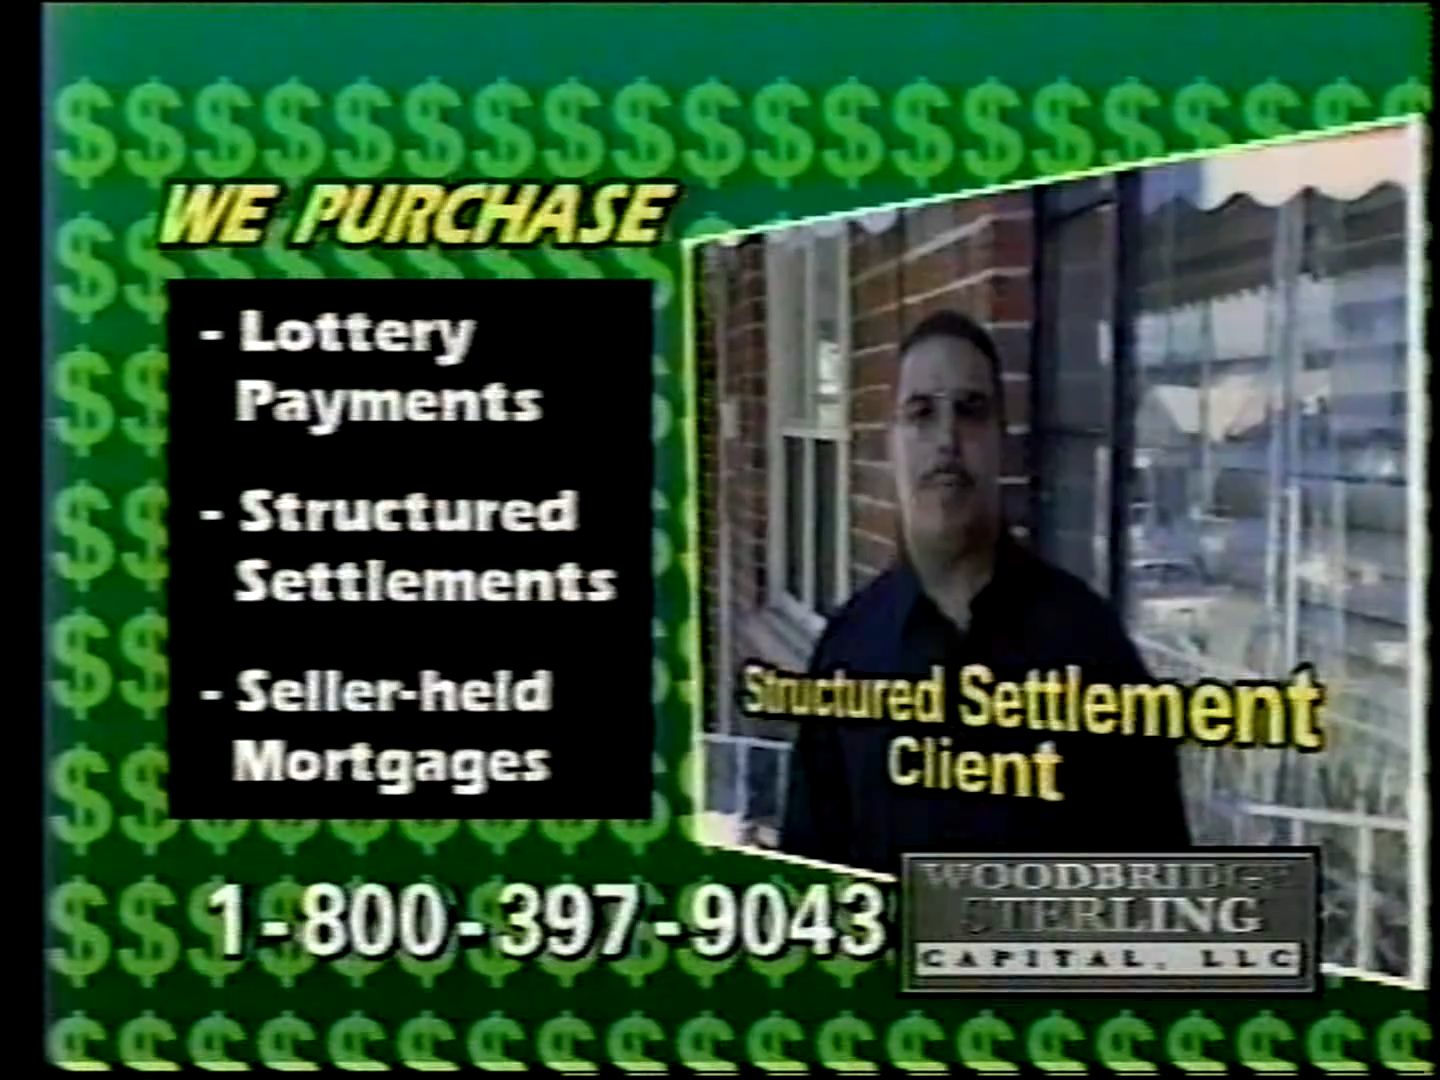 WE PURCHASE
- Lottery
Payments
- Structured
Settlements
- Seller-held
Mortgages
Structured Settlement
Client
1-800-397-9043
WOODBRIDGE
STERLING
CAPITAL, LLC